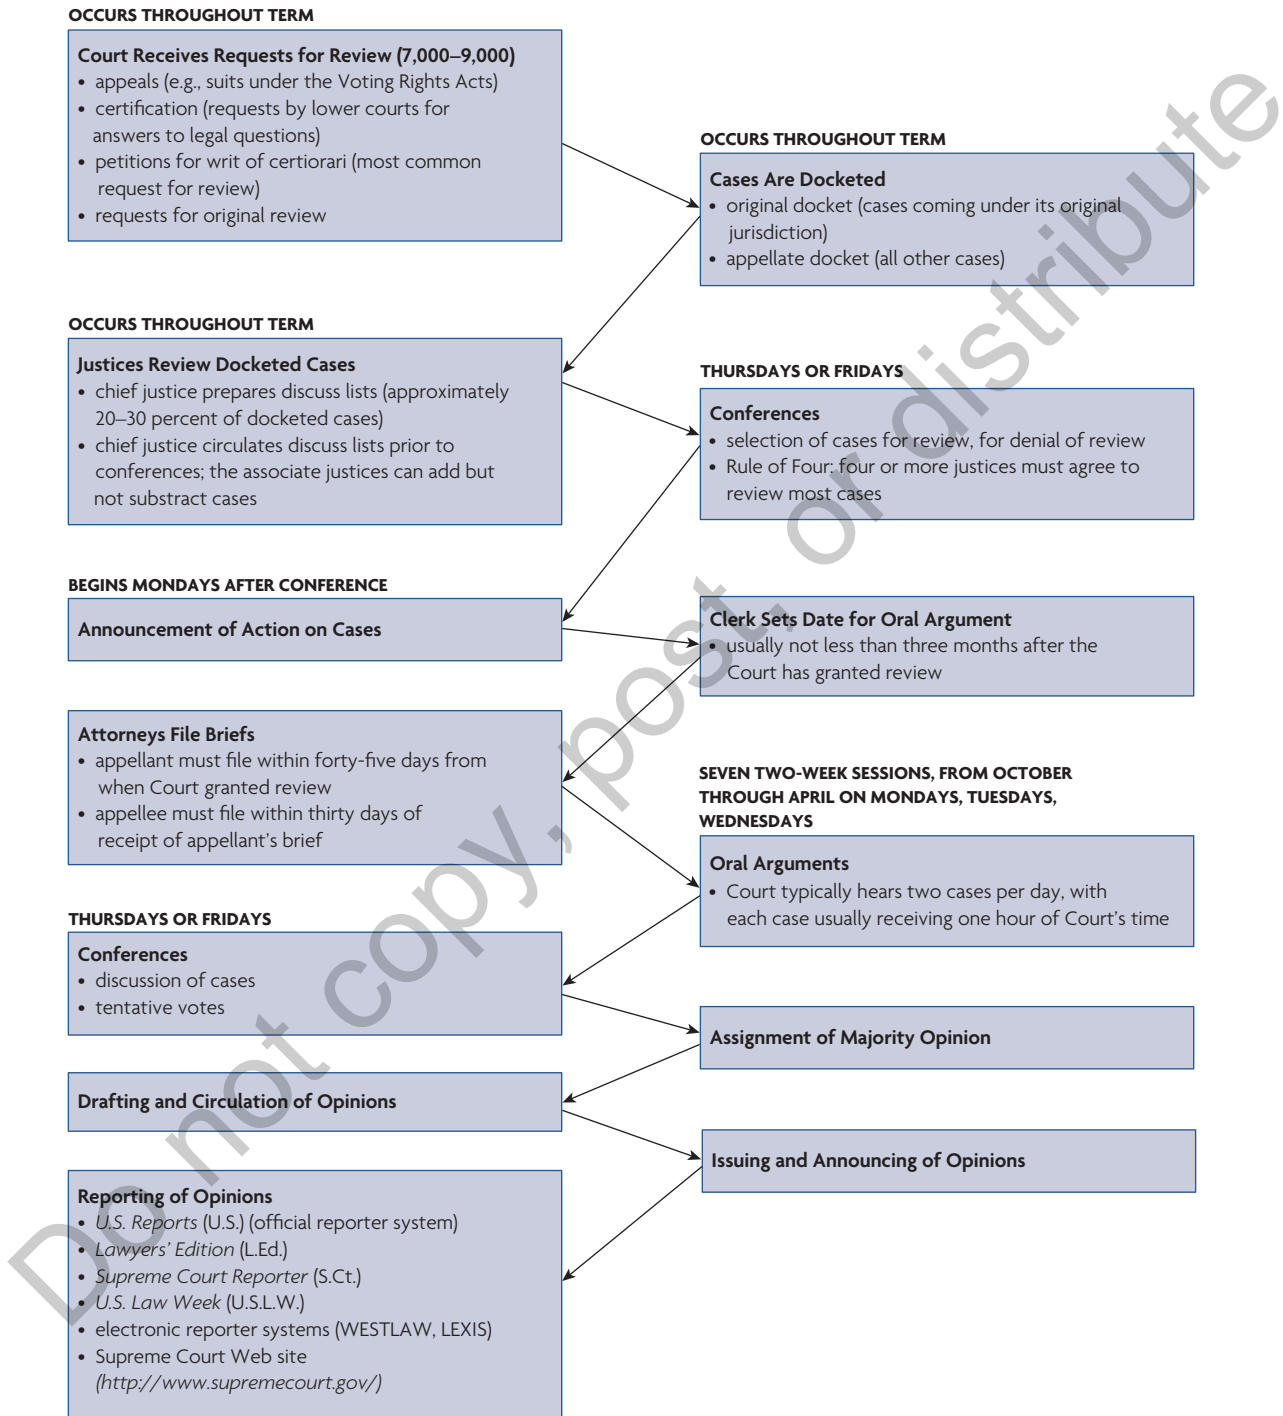 OCCURS THROUGHOUT TERM
Court Receives Requests for Review (7,000–9,000)
• appeals (e.g., suits under the Voting Rights Acts)
• certification (requests by lower courts for
answers to legal questions)
• petitions for writ of certiorari (most common
request for review)
• requests for original review
OCCURS THROUGHOUT TERM
Cases Are Docketed
• original docket (cases coming under its original
jurisdiction)
• appellate docket (all other cases)
OCCURS THROUGHOUT TERM
Justices Review Docketed Cases
• chief justice prepares discuss lists (approximately
20–30 percent of docketed cases)
• chief justice circulates discuss lists prior to
conferences; the associate justices can add but
not substract cases
THURSDAYS OR FRIDAYS
Conferences
• selection of cases for review, for denial of review
• Rule of Four: four or more justices must agree to
review most cases
BEGINS MONDAYS AFTER CONFERENCE
Announcement of Action on Cases
Clerk Sets Date for Oral Argument
• usually not less than three months after the
Court has granted review
Attorneys File Briefs
• appellant must file within forty-five days from
when Court granted review
• appellee must file within thirty days of
receipt of appellant's brief
SEVEN TWO-WEEK SESSIONS, FROM OCTOBER
THROUGH APRIL ON MONDAYS, TUESDAYS,
WEDNESDAYS
Oral Arguments
• Court typically hears two cases per day, with
each case usually receiving one hour of Court's time
THURSDAYS OR FRIDAYS
Conferences
• discussion of cases
• tentative votes
Assignment of Majority Opinion
Drafting and Circulation of Opinions
Issuing and Announcing of Opinions
Reporting of Opinions
• U.S. Reports (U.S.) (official reporter system)
• Lawyers' Edition (L.Ed.)
• Supreme Court Reporter (S.Ct.)
• U.S. Law Week (U.S.L.W.)
• electronic reporter systems (WESTLAW, LEXIS)
• Supreme Court Web site
(http://www.supremecourt.gov/)
Do not copy, post, or distribute